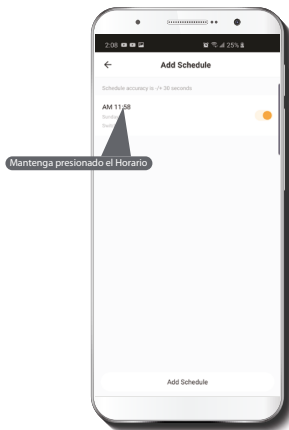 2:08
25%
Add Schedule
Schedule accuracy is -/+ 30 seconds
AM 11:58
Mantenga presionado el Horario
Add Schedule